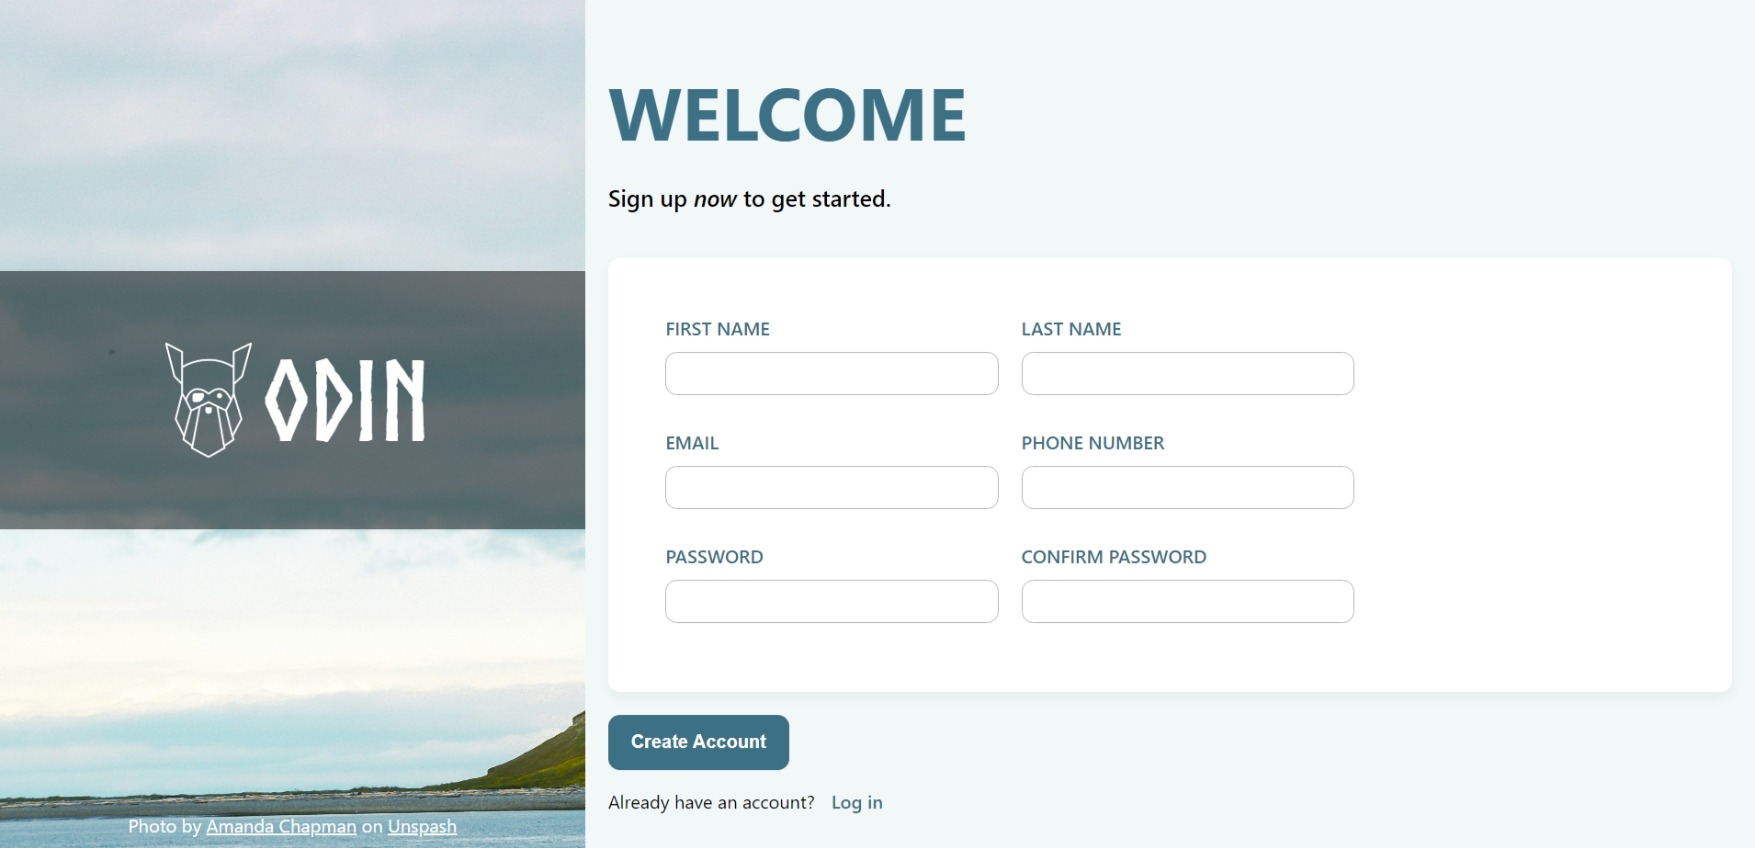 ODIN
Photo by Amanda Chapman on Unspash
WELCOME
Sign up now to get started.
FIRST NAME
LAST NAME
EMAIL
PHONE NUMBER
PASSWORD
CONFIRM PASSWORD
Create Account
Already have an account? Log in